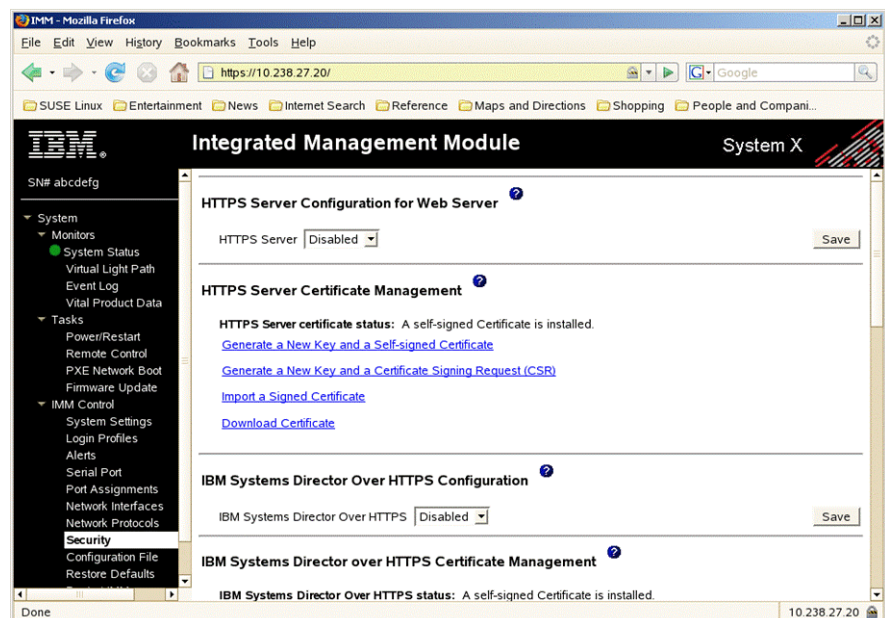 IMM - Mozilla Firefox
File Edit View History Bookmarks Tools Help
https://10.238.27.20/
G Google
SUSE Linux Entertainment News Internet Search Reference Maps and Directions Shopping People and Compani...
IBM
Integrated Management Module
System X
SN# abcdefg
System
Monitors
System Status
Virtual Light Path
Event Log
Vital Product Data
Tasks
Power/Restart
Remote Control
PXE Network Boot
Firmware Update
IMM Control
System Settings
Login Profiles
Alerts
Serial Port
Port Assignments
Network Interfaces
Network Protocols
Security
Configuration File
Restore Defaults
HTTPS Server Configuration for Web Server ?
HTTPS Server Disabled
Save
HTTPS Server Certificate Management ?
HTTPS Server certificate status: A self-signed Certificate is installed.
Generate a New Key and a Self-signed Certificate
Generate a New Key and a Certificate Signing Request (CSR)
Import a Signed Certificate
Download Certificate
IBM Systems Director Over HTTPS Configuration ?
IBM Systems Director Over HTTPS Disabled
Save
IBM Systems Director over HTTPS Certificate Management ?
IBM Systems Director Over HTTPS status: A self-signed Certificate is installed.
Done
10.238.27.20